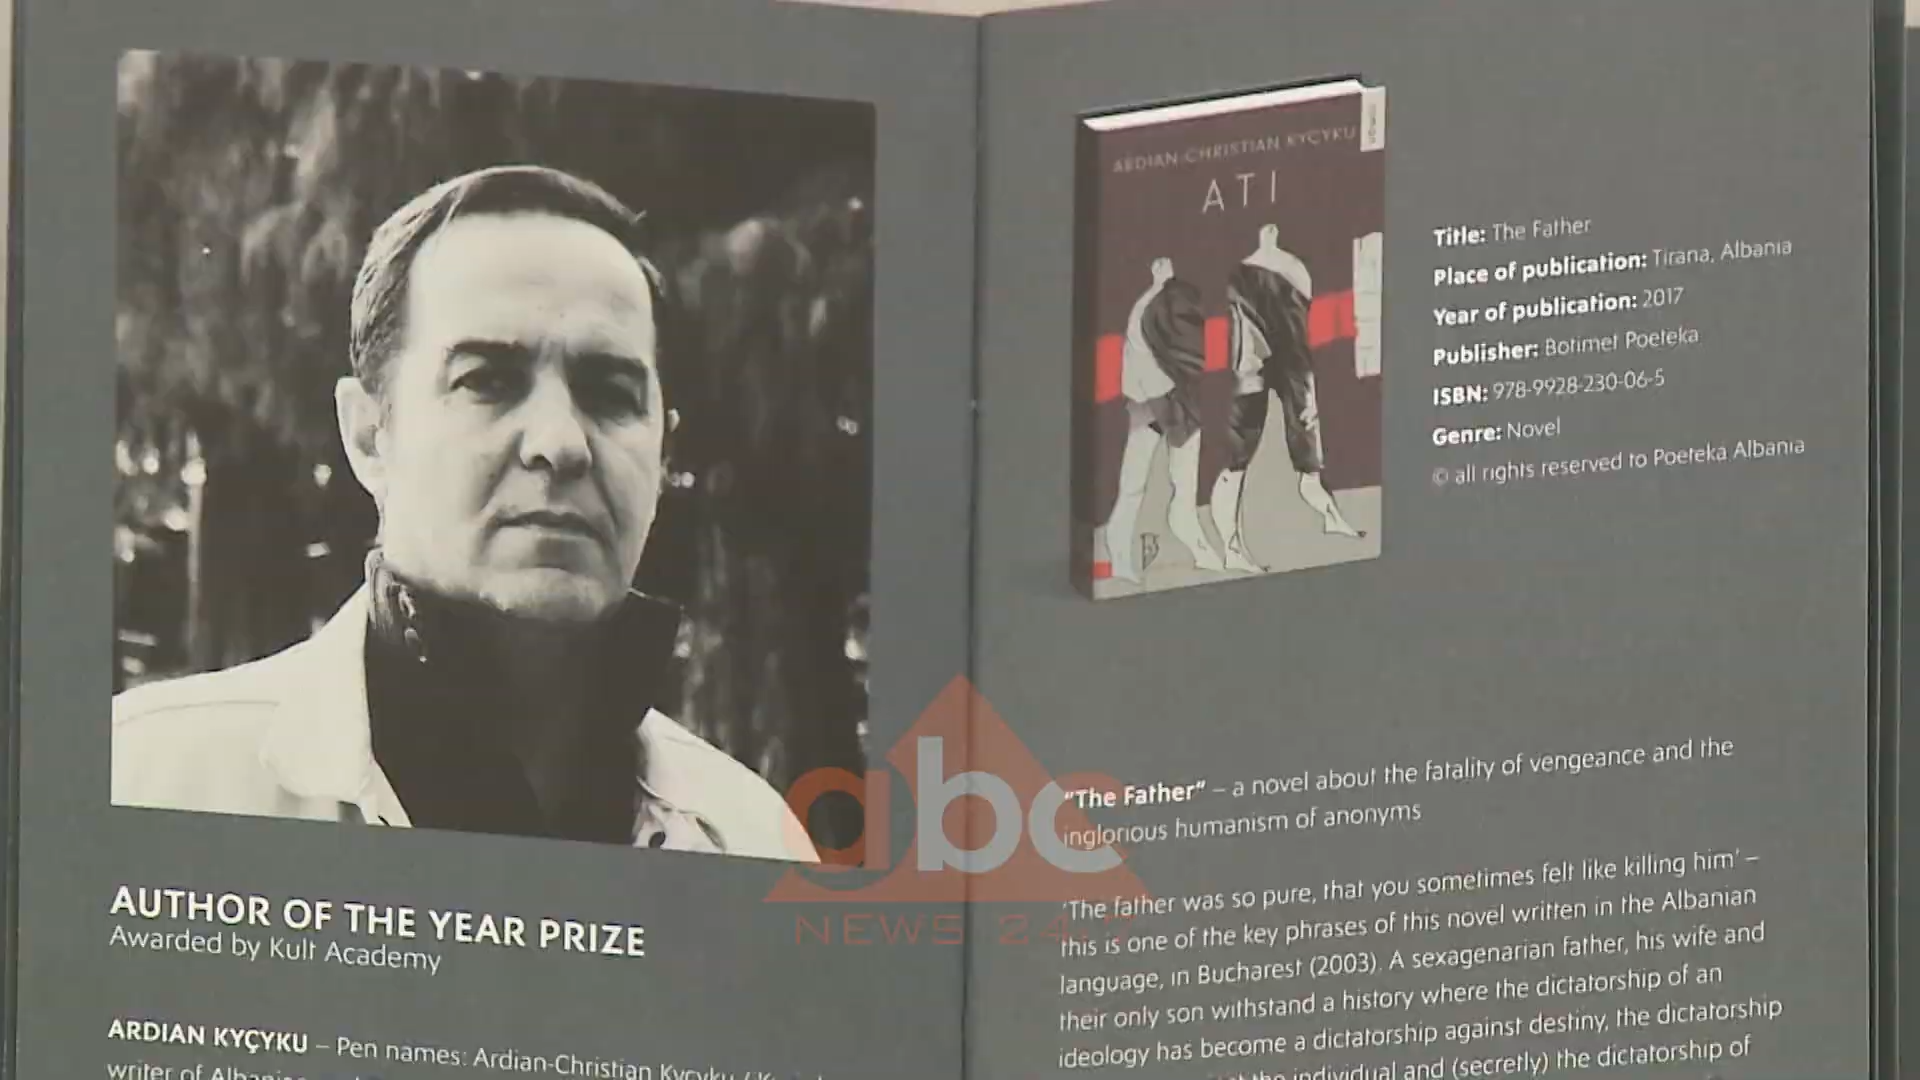 AUTHOR OF THE YEAR PRIZE
Awarded by Kult Academy
ARDIAN KYÇYKU – Pen names: Ardian-Christian Kyçyku /
writer of
ARDIAN-CHRISTIAN KYÇYKU
ATI
Title: The Father
Place of publication: Tirana, Albania
Year of publication: 2017
Publisher: Botimet Poeteka
ISBN: 978-9928-230-06-5
Genre: Novel
© all rights reserved to Poeteka Albania
"The Father" – a novel about the fatality of vengeance and the
inglorious humanism of anonyms
'The father was so pure, that you sometimes felt like killing him' –
this is one of the key phrases of this novel written in the Albanian
language, in Bucharest (2003). A sexagenarian father, his wife and
their only son withstand a history where the dictatorship of an
ideology has become a dictatorship against destiny, the dictatorship
the individual and (secretly) the dictatorship of
abc
NEWS 24/7